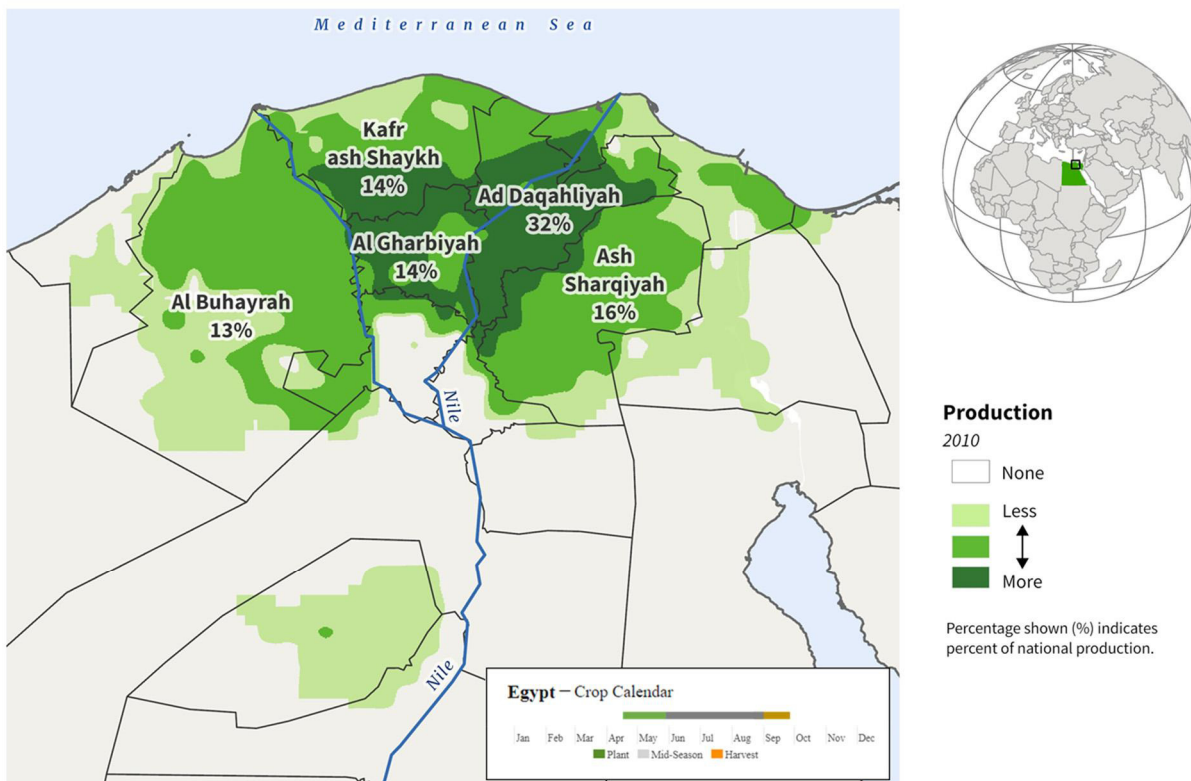 Mediterranean Sea
Kafr
ash Shaykh
14%
Ad Daqahliyah
32%
Al Gharbiyah
14%
Ash
Sharqiyah
16%
Al Buhayrah
13%
Nile
Nile
Egypt – Crop Calendar
Jan Feb Mar Apr May Jun Jul Aug Sep Oct Nov Dec
Plant Mid-Season Harvest
Production
2010
None
Less
More
Percentage shown (%) indicates
percent of national production.